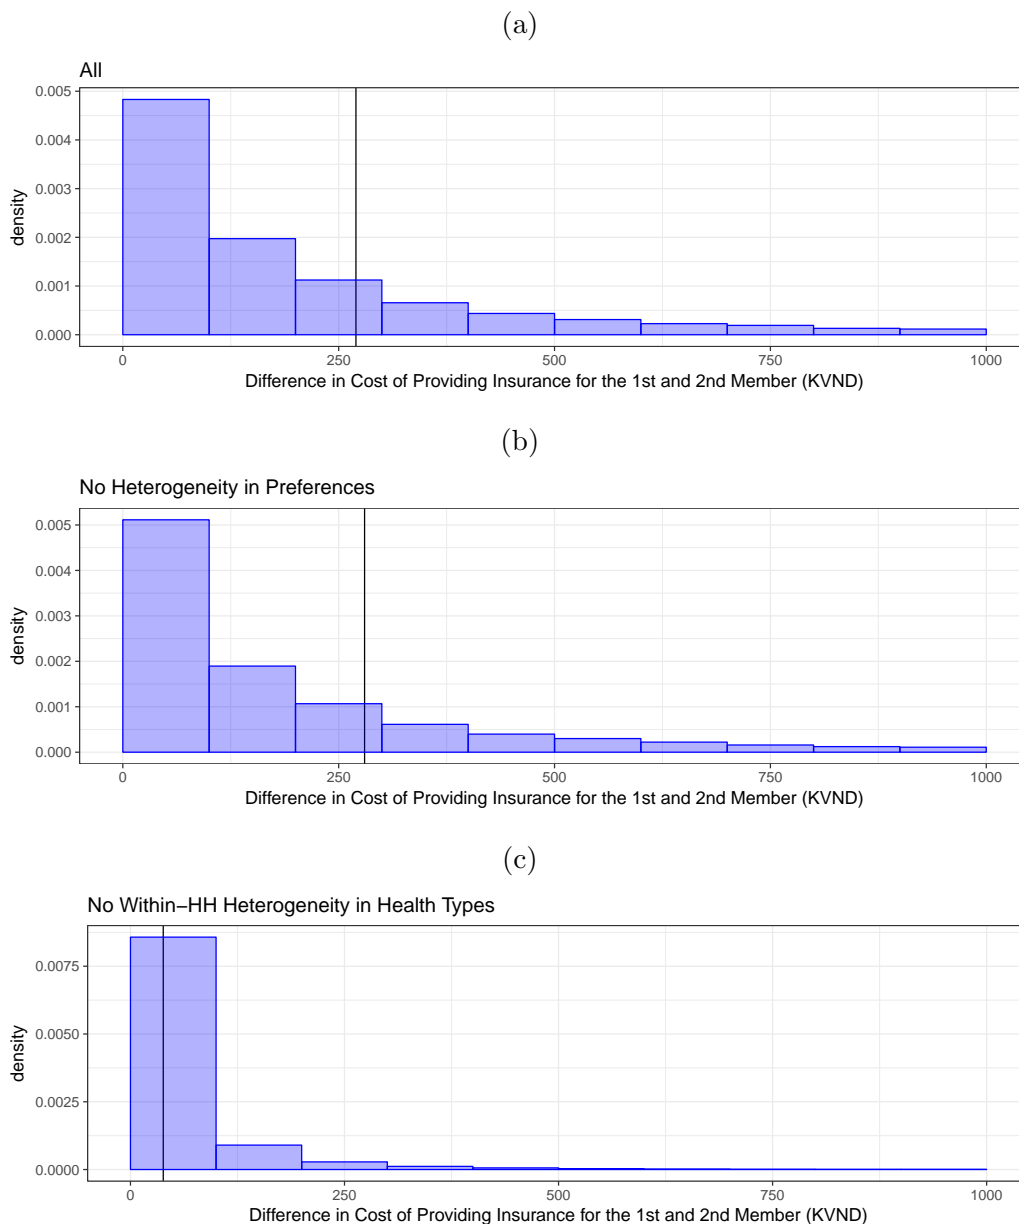 (a)
All
0.005
0.004
0.003
0.002
0.001
0.000
density
0
250
500
750
1000
Difference in Cost of Providing Insurance for the 1st and 2nd Member (KVND)
(b)
No Heterogeneity in Preferences
0.005
0.004
0.003
0.002
0.001
0.000
density
0
250
500
750
1000
Difference in Cost of Providing Insurance for the 1st and 2nd Member (KVND)
(c)
No Within−HH Heterogeneity in Health Types
0.0075
0.0050
0.0025
0.0000
density
0
250
500
750
1000
Difference in Cost of Providing Insurance for the 1st and 2nd Member (KVND)